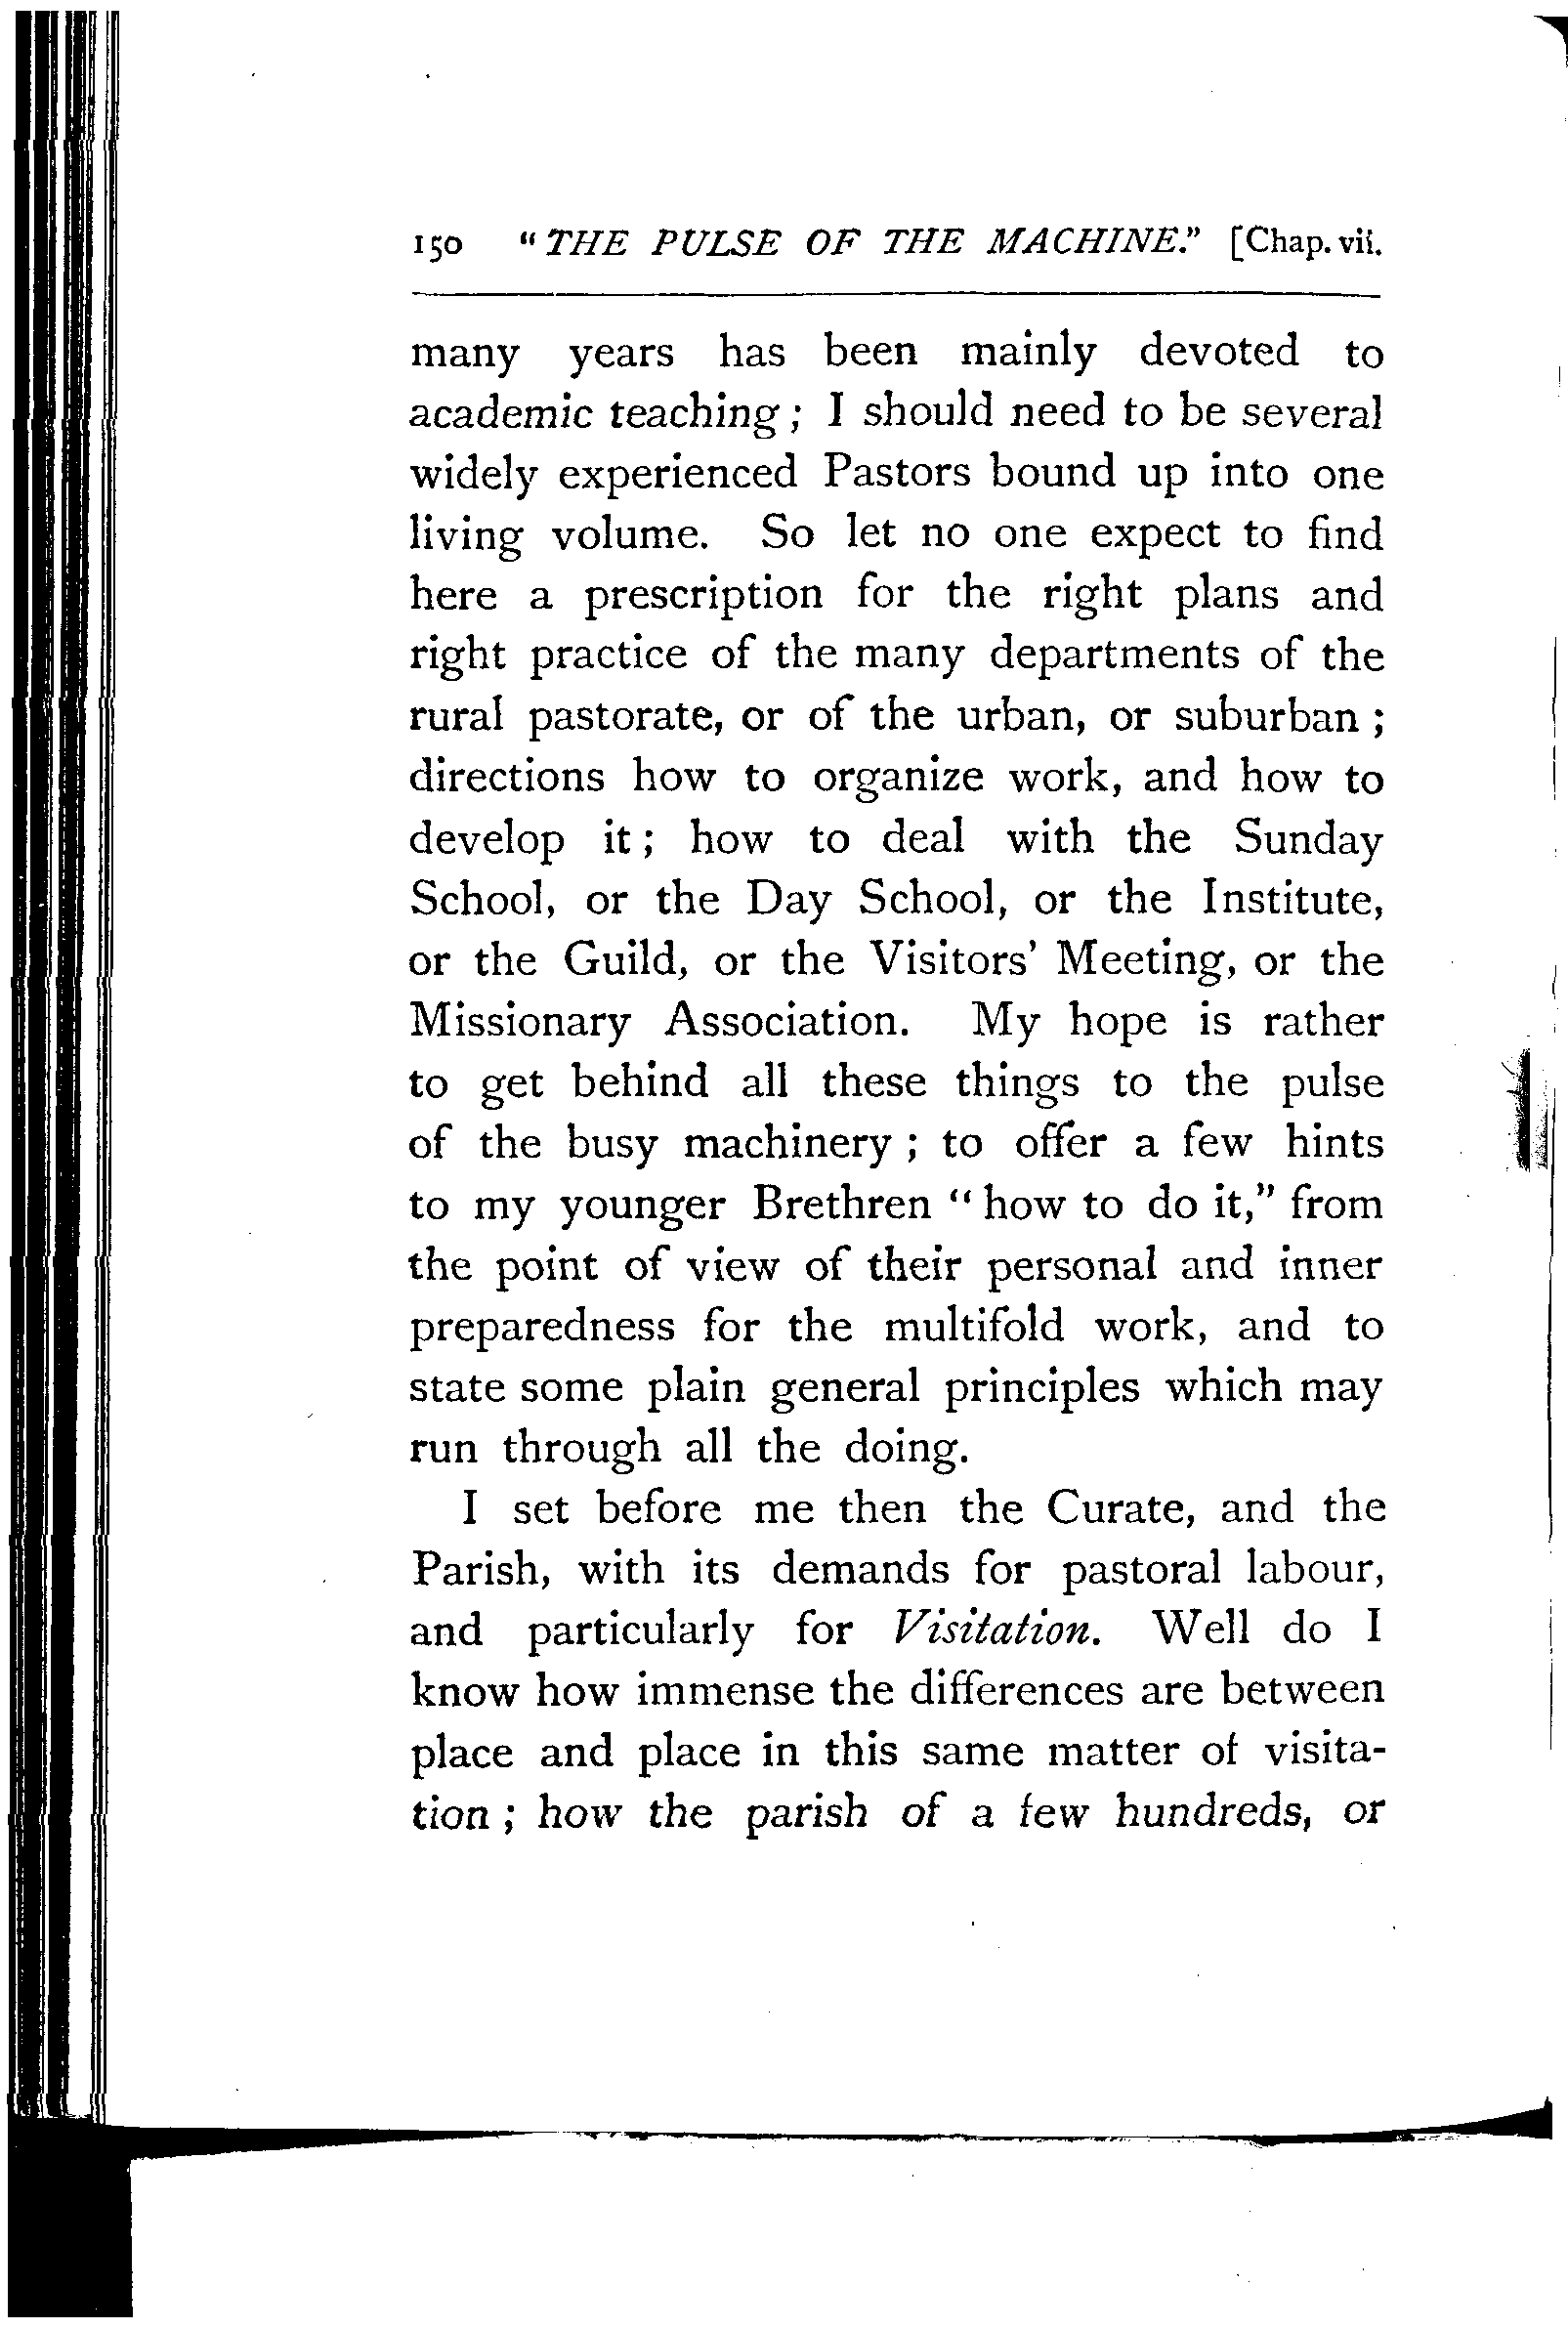 150 "THE PULSE OF THE MACHINE." [Chap. vii.
many years has been mainly devoted to
academic teaching; I should need to be several
widely experienced Pastors bound up into one
living volume. So let no one expect to find
here a prescription for the right plans and
right practice of the many departments of the
rural pastorate, or of the urban, or suburban;
directions how to organize work, and how to
develop it; how to deal with the Sunday
School, or the Day School, or the Institute,
or the Guild, or the Visitors' Meeting, or the
Missionary Association. My hope is rather
to get behind all these things to the pulse
of the busy machinery; to offer a few hints
to my younger Brethren "how to do it," from
the point of view of their personal and inner
preparedness for the multifold work, and to
state some plain general principles which may
run through all the doing.
I set before me then the Curate, and the
Parish, with its demands for pastoral labour,
and particularly for Visitation. Well do I
know how immense the differences are between
place and place in this same matter of visita-
tion; how the parish of a few hundreds, or